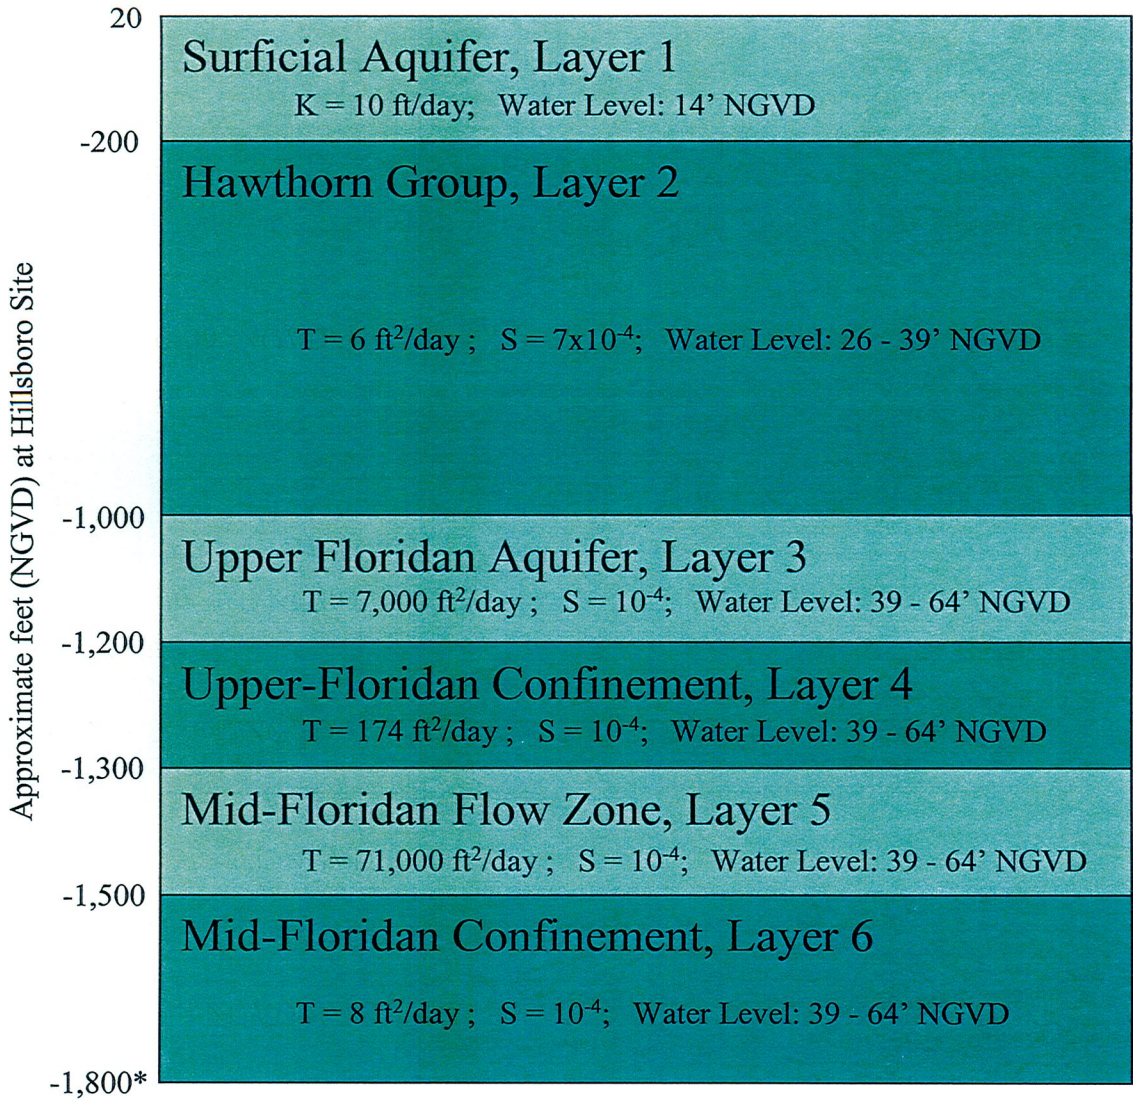 20
Surficial Aquifer, Layer 1
K = 10 ft/day; Water Level: 14' NGVD
-200
Hawthorn Group, Layer 2
T = 6 ft²/day ; S = 7x10⁻⁴; Water Level: 26 - 39' NGVD
Approximate feet (NGVD) at Hillsboro Site
-1,000
Upper Floridan Aquifer, Layer 3
T = 7,000 ft²/day ; S = 10⁻⁴; Water Level: 39 - 64' NGVD
-1,200
Upper-Floridan Confinement, Layer 4
T = 174 ft²/day ; S = 10⁻⁴; Water Level: 39 - 64' NGVD
-1,300
Mid-Floridan Flow Zone, Layer 5
T = 71,000 ft²/day ; S = 10⁻⁴; Water Level: 39 - 64' NGVD
-1,500
Mid-Floridan Confinement, Layer 6
T = 8 ft²/day ; S = 10⁻⁴; Water Level: 39 - 64' NGVD
-1,800*